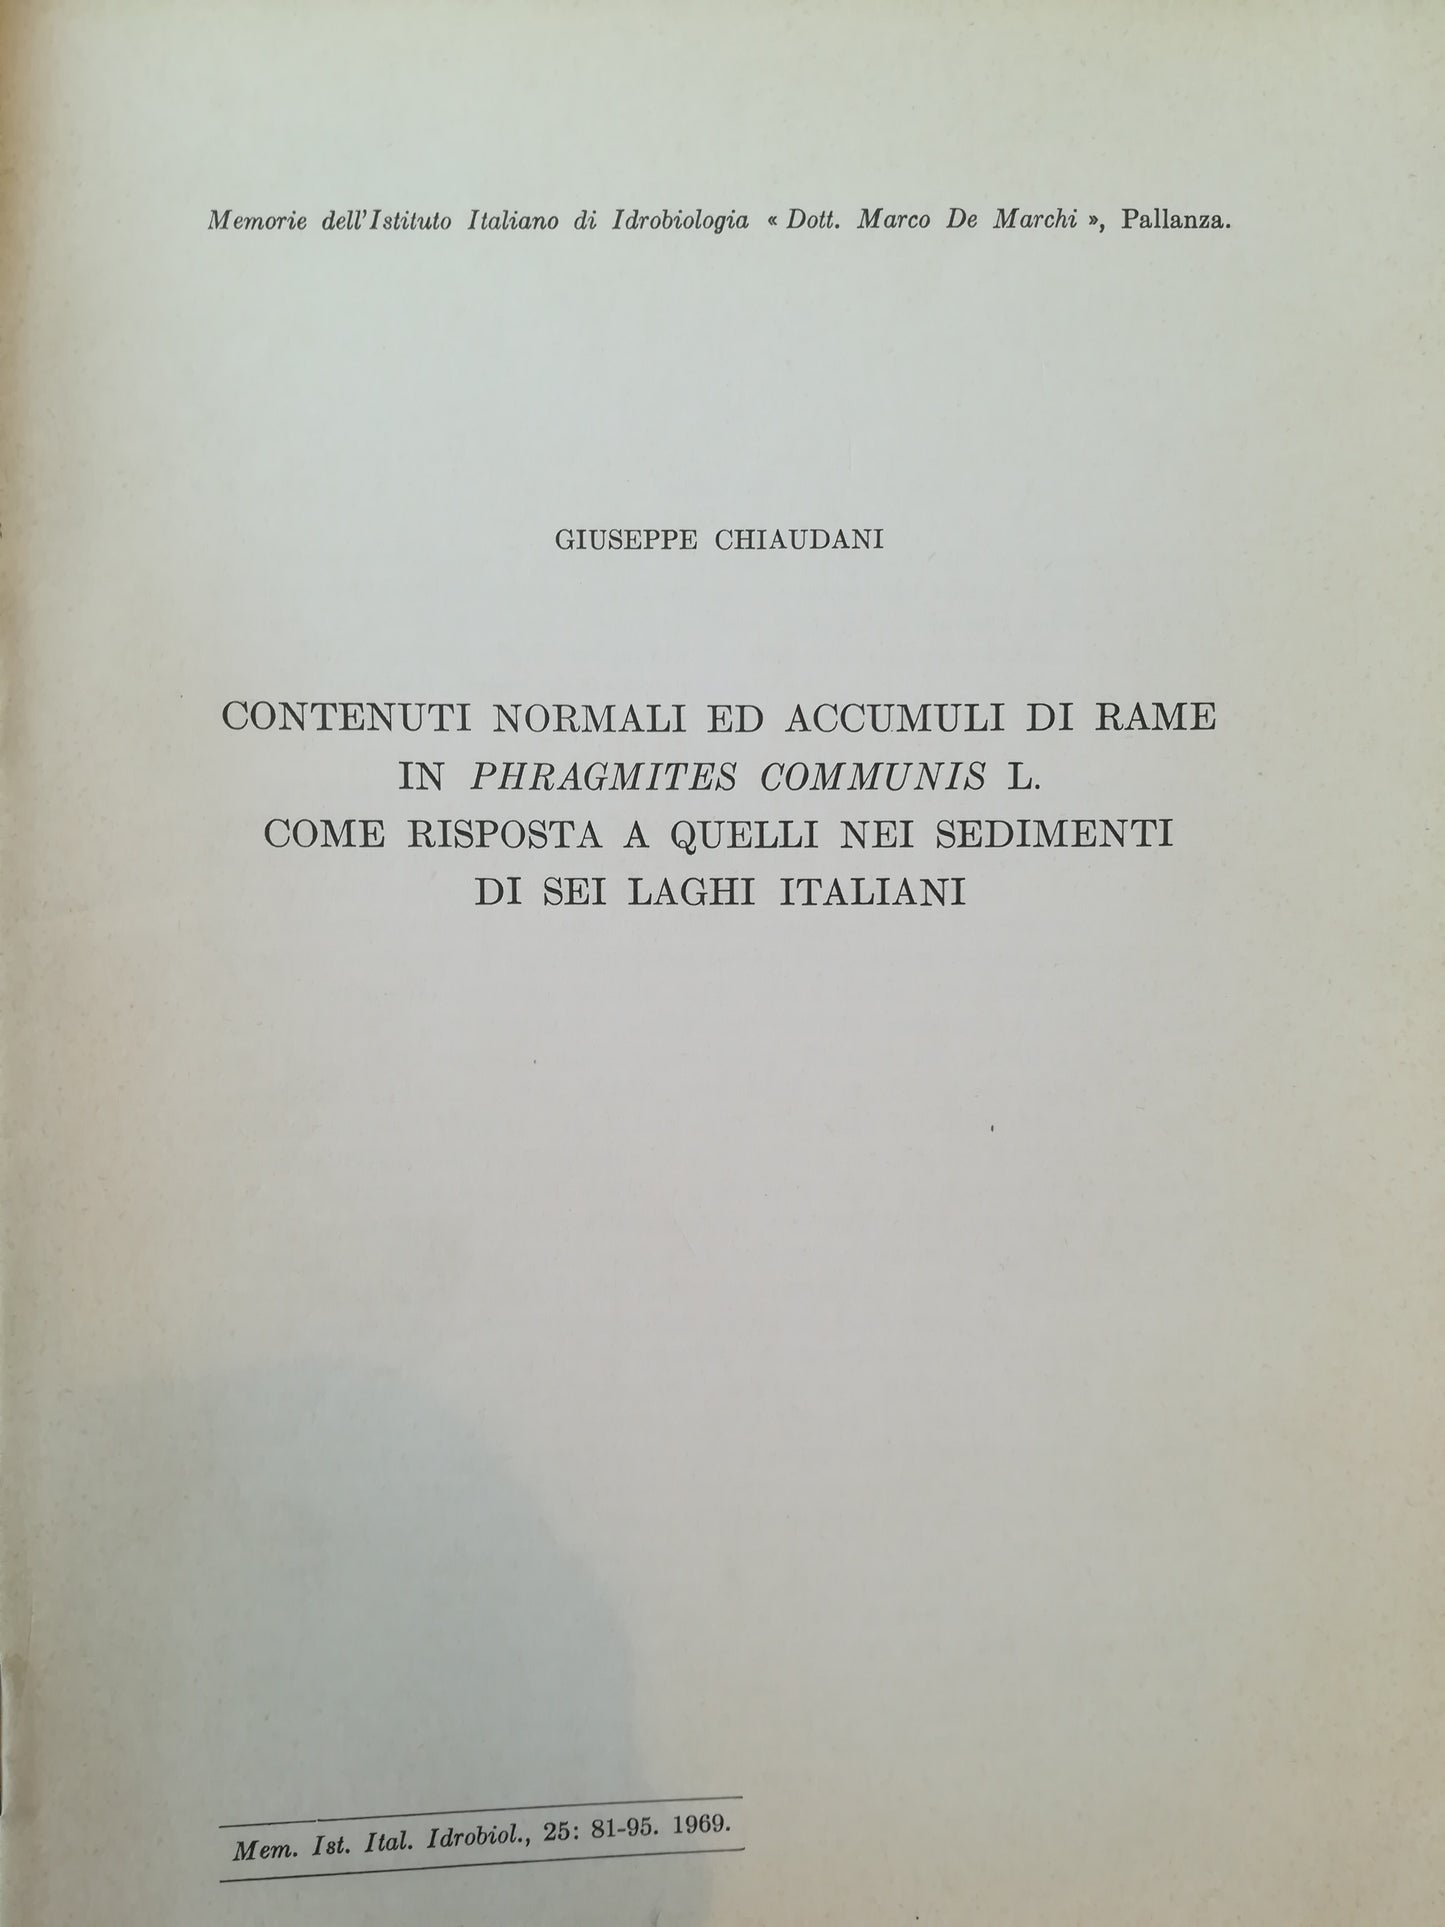 Memorie dell'Istituto Italiano di Idrobiologia « Dott. Marco De Marchi », Pallanza.
GIUSEPPE CHIAUDANI
CONTENUTI NORMALI ED ACCUMULI DI RAME
IN PHRAGMITES COMMUNIS L.
COME RISPOSTA A QUELLI NEI SEDIMENTI
DI SEI LAGHI ITALIANI
Mem. Ist. Ital. Idrobiol., 25: 81-95. 1969.